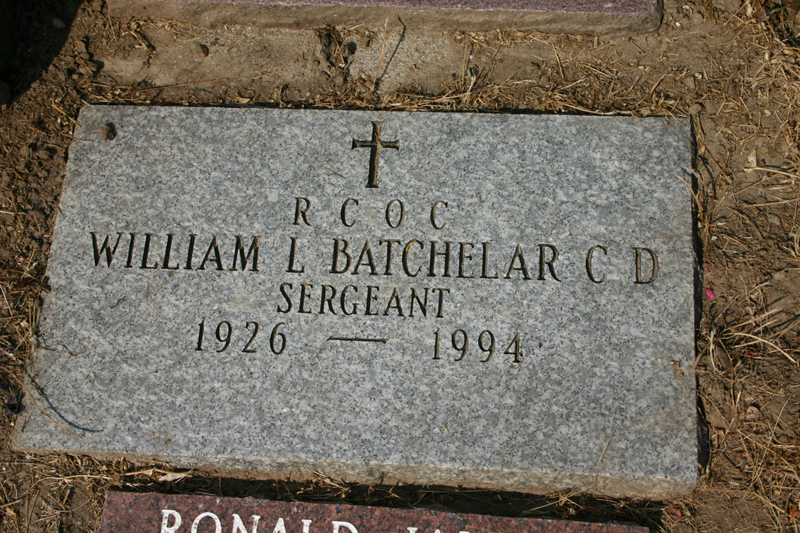 R C O C
WILLIAM L BATCHELAR C D
SERGEANT
1926 — 1994
RONALD